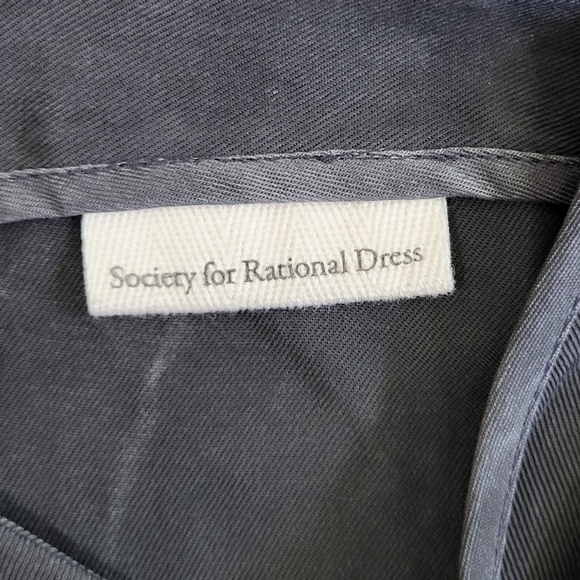 Society for Rational Dress